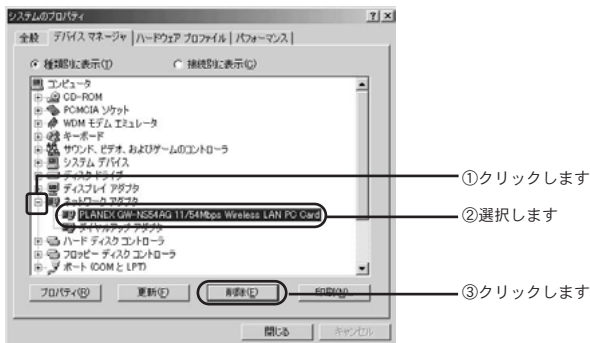 システムのプロパティ
全般 デバイス マネージャ ハードウェア プロファイル パフォーマンス
種類別に表示(T) 接続別に表示(C)
コンピュータ
CD-ROM
PCMCIA ソケット
WDM モデム エミュレータ
キーボード
サウンド、ビデオ、およびゲームのコントローラ
システム デバイス
ディスク ドライブ
ディスプレイ アダプタ
ネットワーク アダプタ
①クリックします
PLANEX GW-NS54AG 11/54Mbps Wireless LAN PC Card
②選択します
ダイヤルアップ アダプタ
ハード ディスク コントローラ
フロッピー ディスク コントローラ
ポート (COM と LPT)
プロパティ(R) 更新(F) 削除(E) 印刷(N)...
③クリックします
閉じる キャンセル